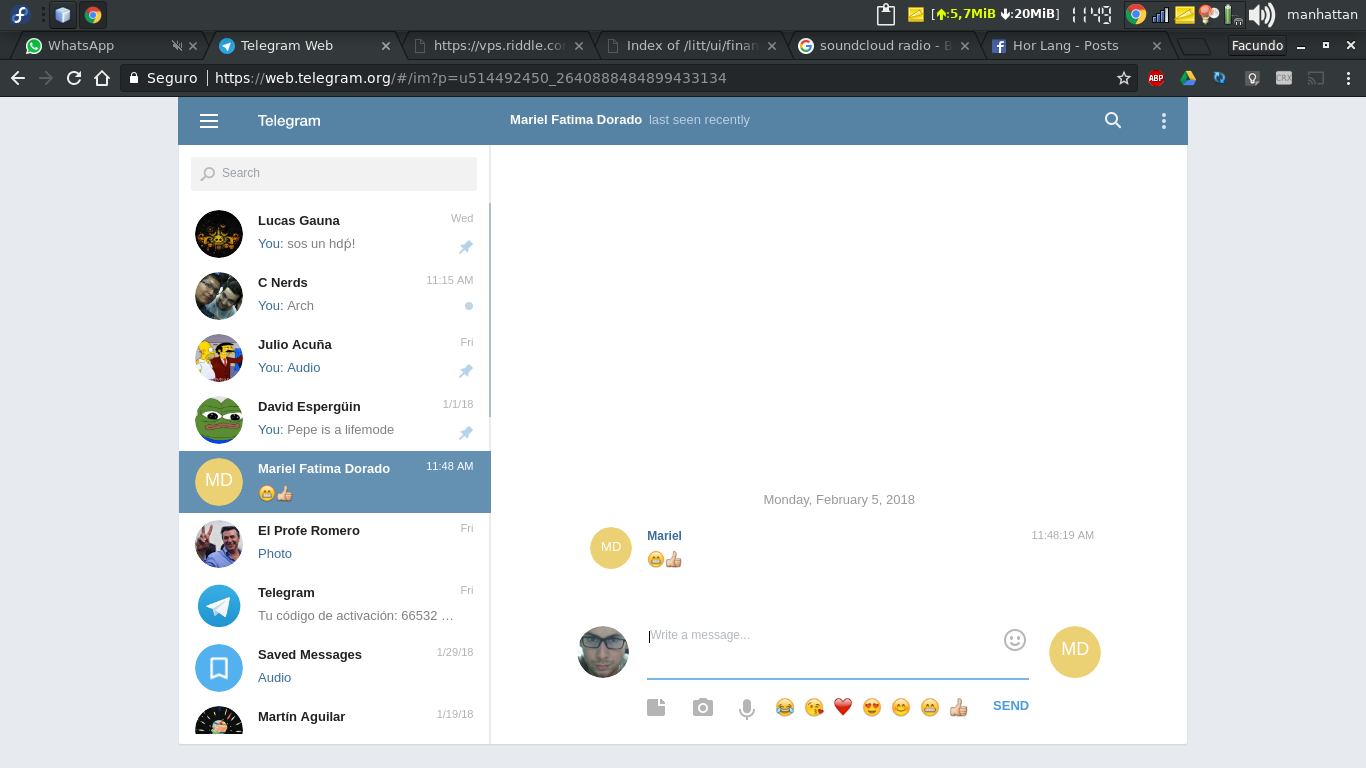 [↑:5,7MiB ↓:20MiB] 11:49 manhattan
WhatsApp Telegram Web https://vps.riddle.co Index of /litt/ui/finan soundcloud radio - B Hor Lang - Posts Facundo
Seguro https://web.telegram.org/#/im?p=u514492450_2640888484899433134 ABP CRX
Telegram Mariel Fatima Dorado last seen recently
Search
Lucas Gauna Wed
You: sos un hdṕ!
C Nerds 11:15 AM
You: Arch
Julio Acuña Fri
You: Audio
David Espergüin 1/1/18
You: Pepe is a lifemode
MD Mariel Fatima Dorado 11:48 AM
😁👍🏼
El Profe Romero Fri
Photo
Telegram Fri
Tu código de activación: 66532 …
Saved Messages 1/29/18
Audio
Martín Aguilar 1/19/18
Monday, February 5, 2018
MD Mariel 11:48:19 AM
😁👍🏼
Write a message...
MD
😂 😘 ❤️ 😍 😊 😁 👍🏼 SEND